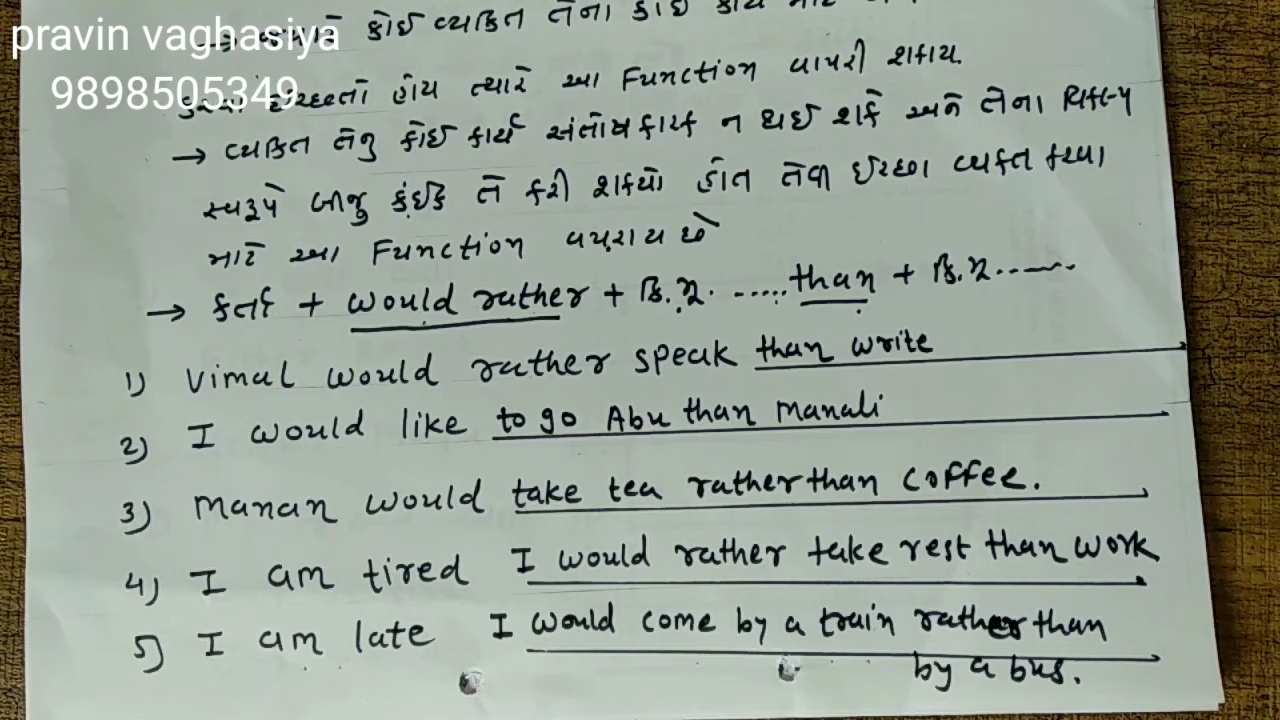 pravin vaghasiya
9898505349
કોઈ વ્યકિત તેના કોઈ કાર્ય માટે
હોય ત્યારે આ Function વાપરી શકાય.
→ વ્યકિત તેનુ કોઈ કાર્ય સંતોષકારક ન થઈ શકે અને તેના વિકલ્પ
સ્વરૂપે બીજુ કંઈક તે કરી શકયો હોત તેવી ઈચ્છા વ્યક્ત કરવા
માટે આ Function વપરાય છે
→ કર્તા + would rather + ક્રિ.મૂ. .....than + ક્રિ.મૂ.......
1) Vimal would rather speak than write
2) I would like to go Abu than Manali
3) Manan would take tea rather than coffee.
4) I am tired I would rather take rest than work
5) I am late I would come by a train rather than
by a bus.